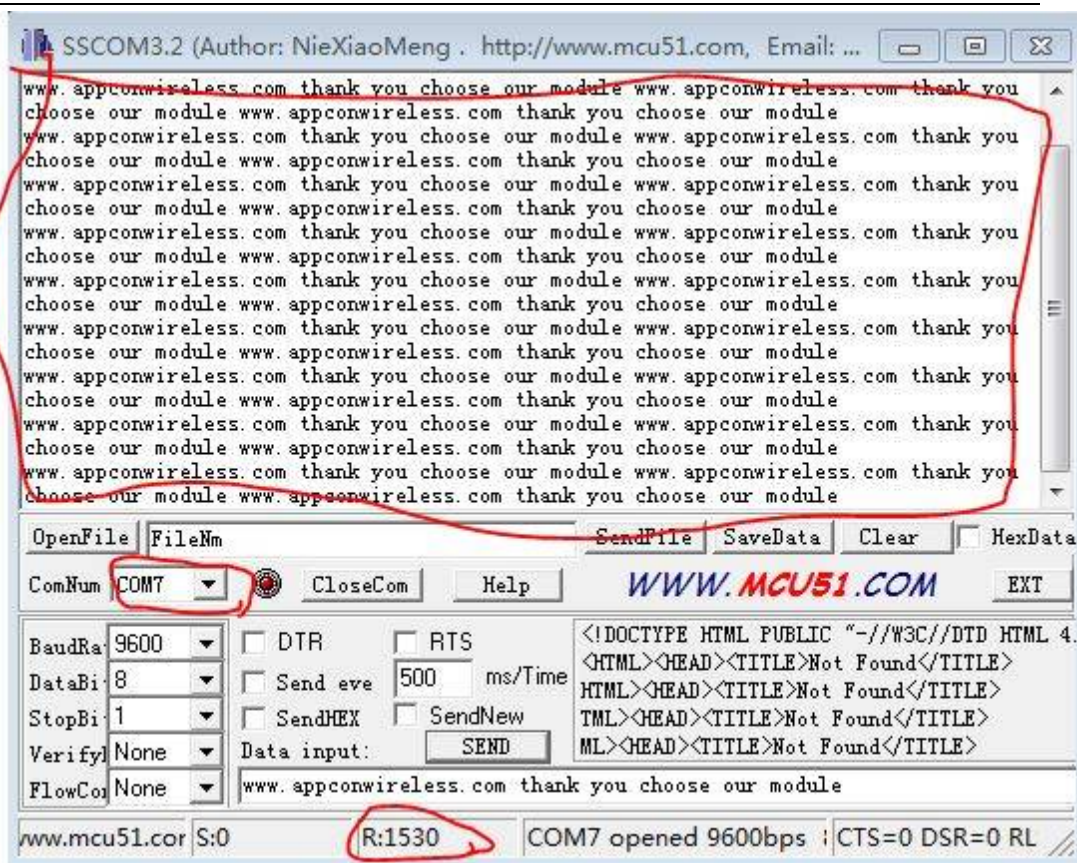 SSCOM3.2 (Author: NieXiaoMeng . http://www.mcu51.com, Email: ...
www.appconwireless.com thank you choose our module www.appconwireless.com thank you
choose our module www.appconwireless.com thank you choose our module
www.appconwireless.com thank you choose our module www.appconwireless.com thank you
choose our module www.appconwireless.com thank you choose our module
www.appconwireless.com thank you choose our module www.appconwireless.com thank you
choose our module www.appconwireless.com thank you choose our module
www.appconwireless.com thank you choose our module www.appconwireless.com thank you
choose our module www.appconwireless.com thank you choose our module
www.appconwireless.com thank you choose our module www.appconwireless.com thank you
choose our module www.appconwireless.com thank you choose our module
www.appconwireless.com thank you choose our module www.appconwireless.com thank you
choose our module www.appconwireless.com thank you choose our module
www.appconwireless.com thank you choose our module www.appconwireless.com thank you
choose our module www.appconwireless.com thank you choose our module
www.appconwireless.com thank you choose our module www.appconwireless.com thank you
choose our module www.appconwireless.com thank you choose our module
www.appconwireless.com thank you choose our module www.appconwireless.com thank you
choose our module www.appconwireless.com thank you choose our module
OpenFile FileNm SendFile SaveData Clear HexData
ComNum COM7 CloseCom Help WWW.MCU51.COM EXT
BaudRa 9600 DTR RTS
DataBi 8 Send eve 500 ms/Time
StopBi 1 SendHEX SendNew
Verify None Data input: SEND
FlowCo None www.appconwireless.com thank you choose our module
<!DOCTYPE HTML PUBLIC "-//W3C//DTD HTML 4.
<HTML><HEAD><TITLE>Not Found</TITLE>
HTML><HEAD><TITLE>Not Found</TITLE>
TML><HEAD><TITLE>Not Found</TITLE>
ML><HEAD><TITLE>Not Found</TITLE>
www.mcu51.cor S:0 R:1530 COM7 opened 9600bps CTS=0 DSR=0 RL